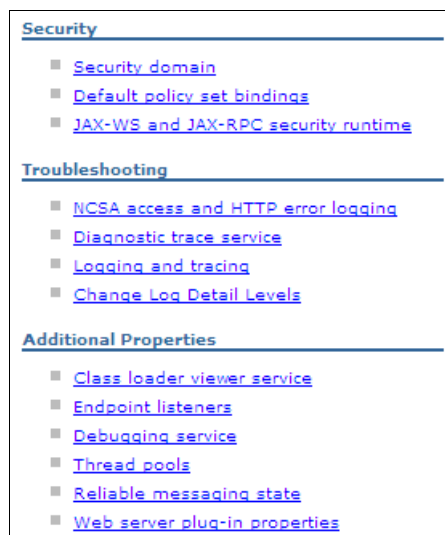 Security
Security domain
Default policy set bindings
JAX-WS and JAX-RPC security runtime
Troubleshooting
NCSA access and HTTP error logging
Diagnostic trace service
Logging and tracing
Change Log Detail Levels
Additional Properties
Class loader viewer service
Endpoint listeners
Debugging service
Thread pools
Reliable messaging state
Web server plug-in properties